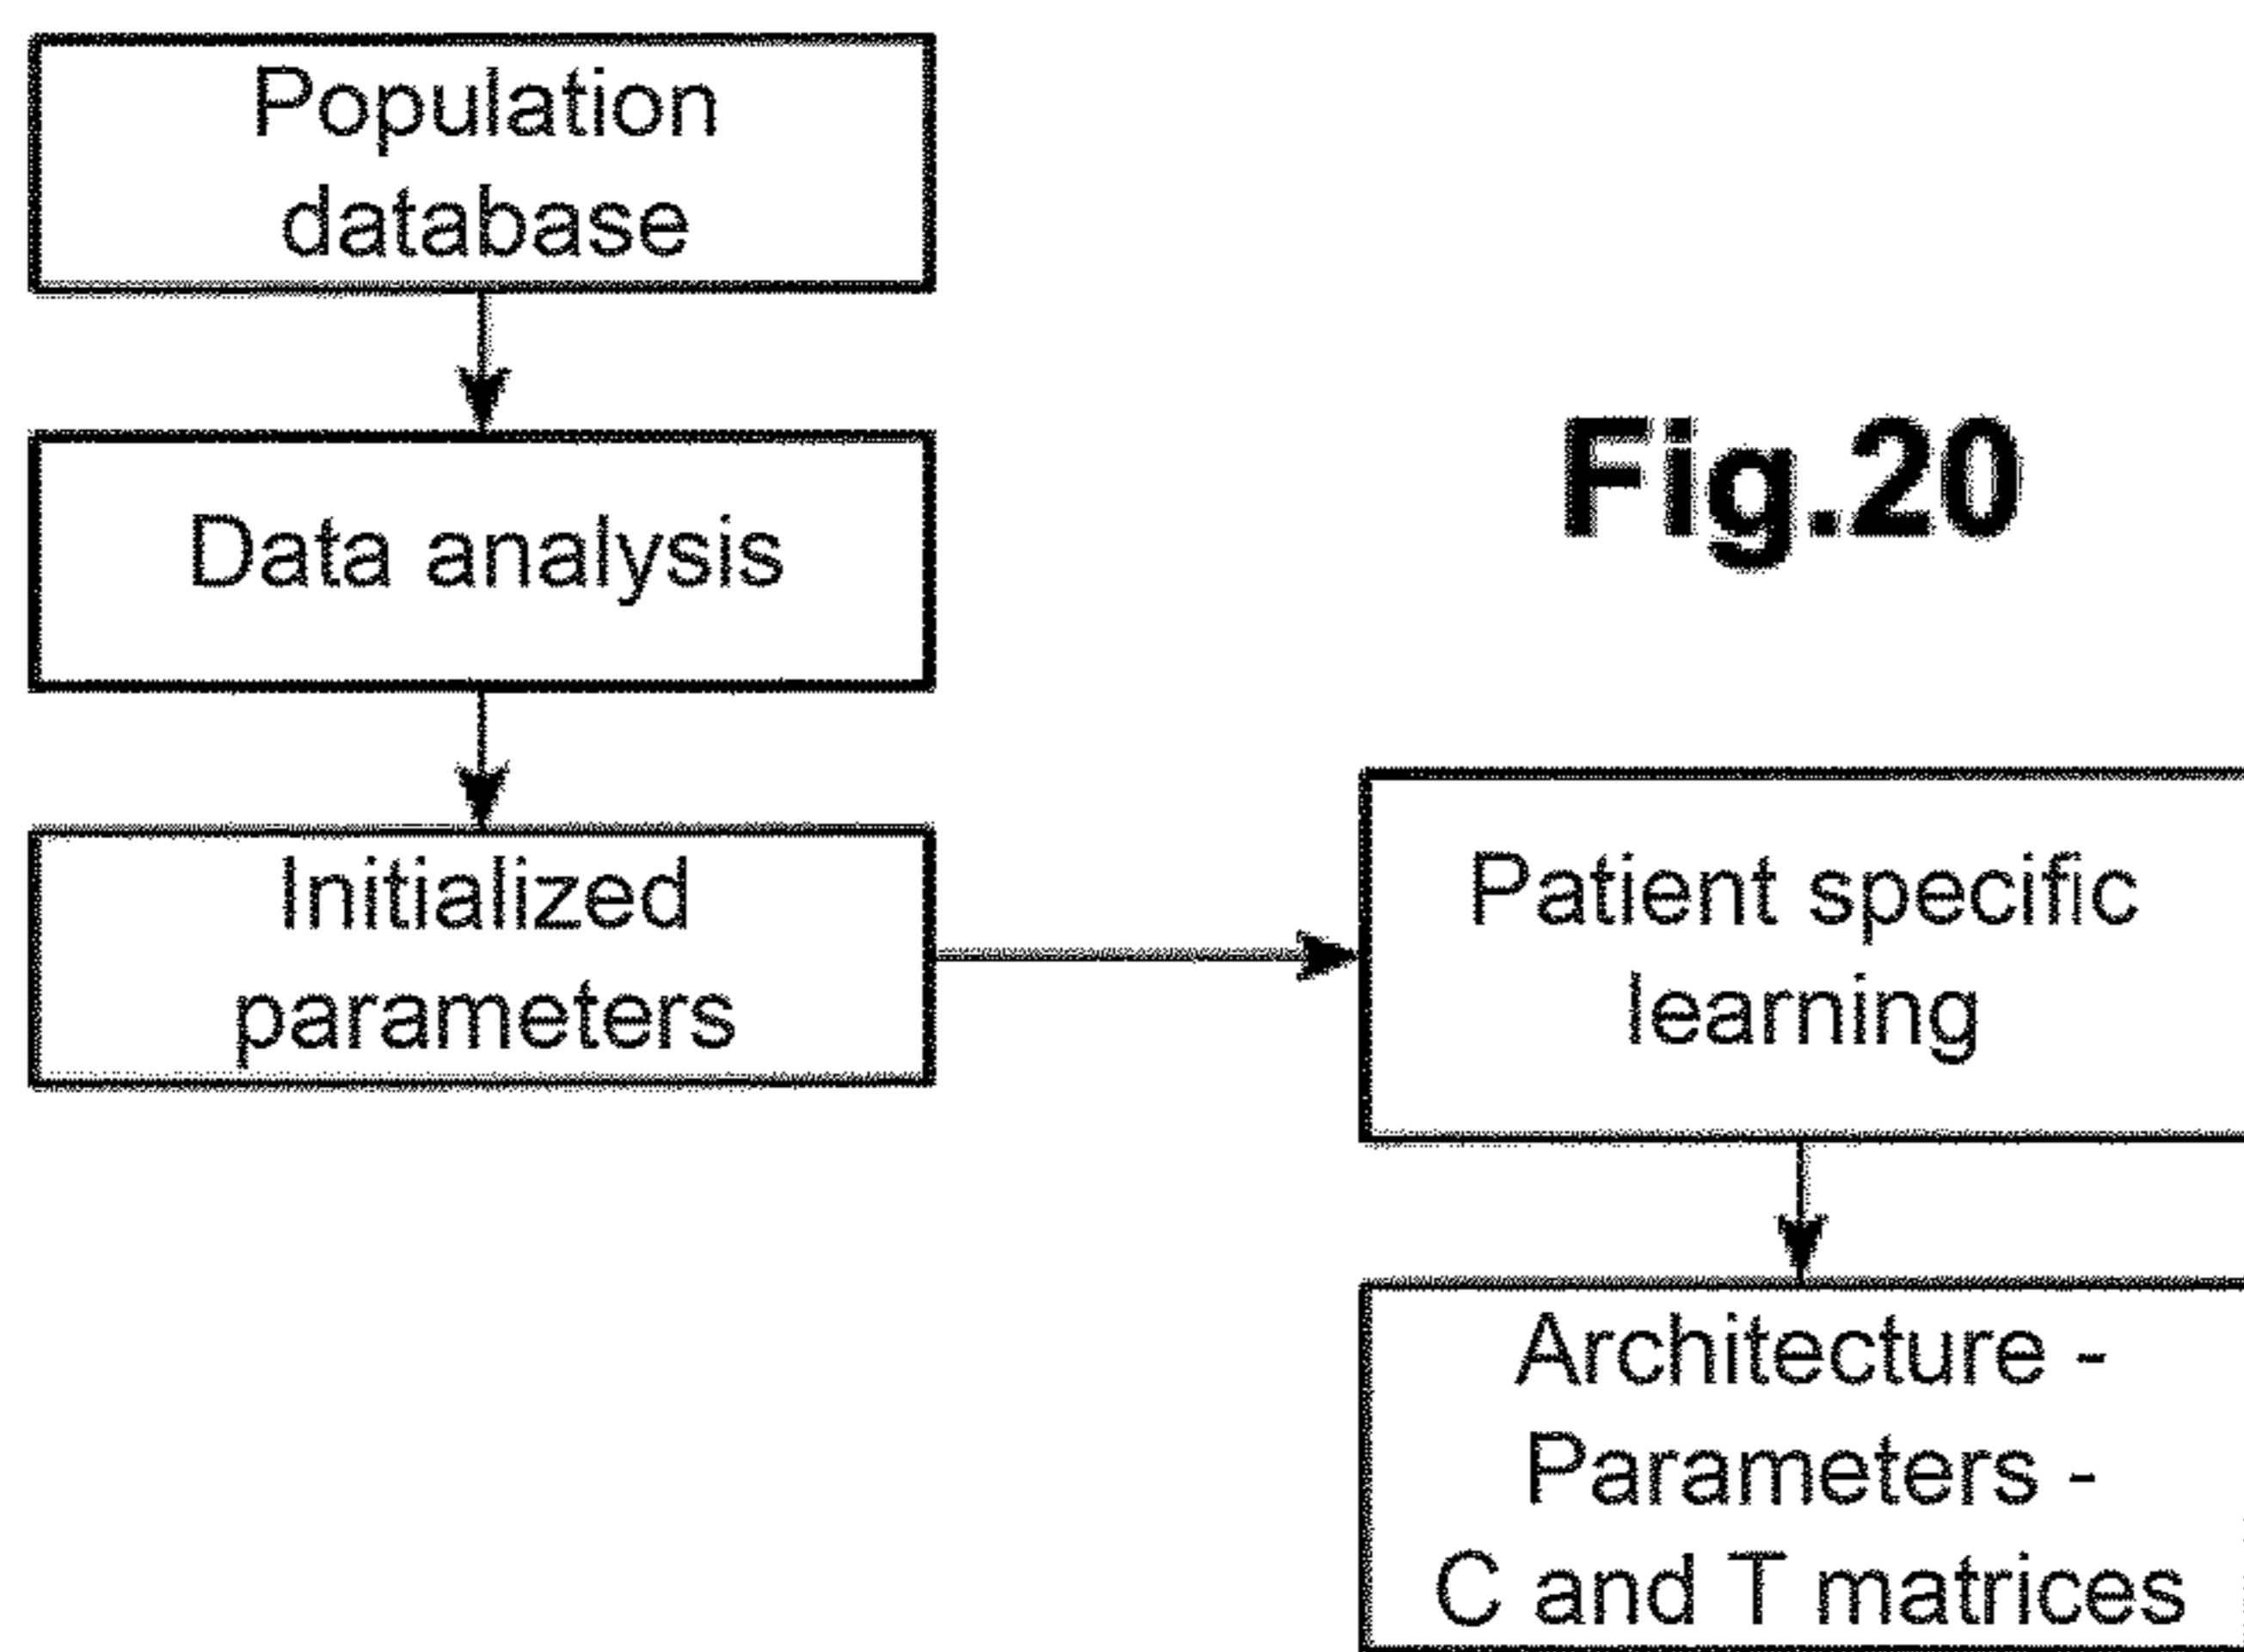 Population
database
Data analysis
Fig.20
Initialized
parameters
Patient specific
learning
Architecture -
Parameters -
C and T matrices